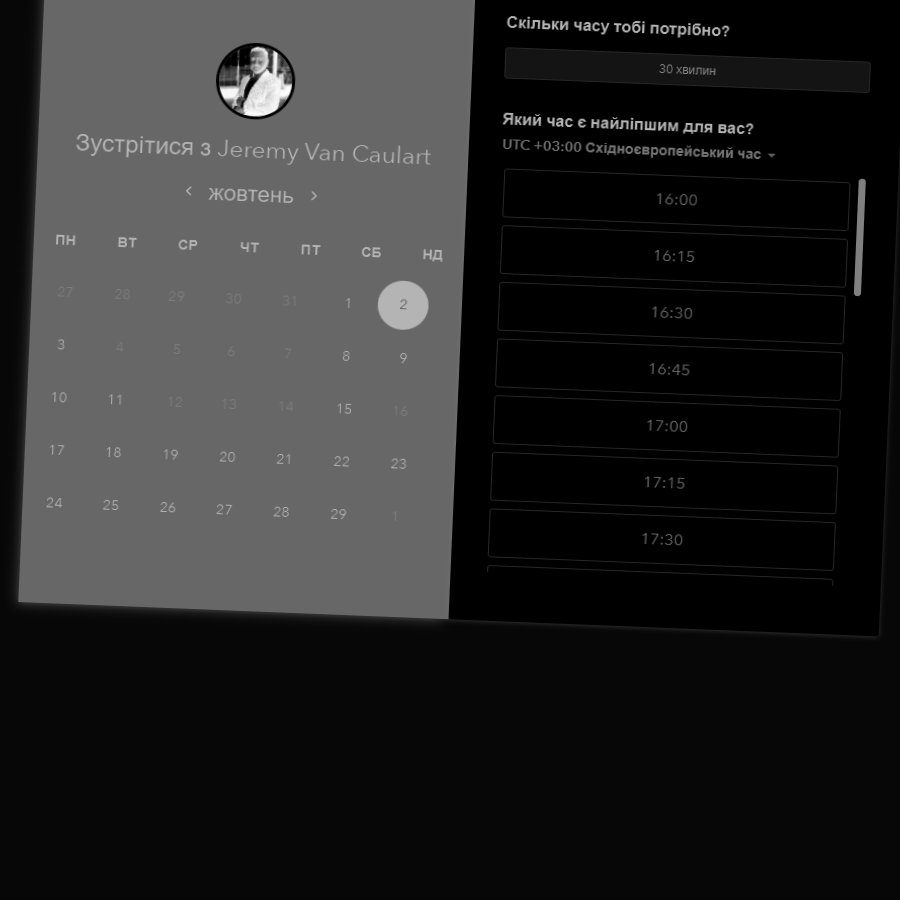 Зустрітися з Jeremy Van Caulart
жовтень
ПН ВТ СР ЧТ ПТ СБ НД
27 28 29 30 31 1 2
3 4 5 6 7 8 9
10 11 12 13 14 15 16
17 18 19 20 21 22 23
24 25 26 27 28 29 1
Скільки часу тобі потрібно?
30 хвилин
Який час є найліпшим для вас?
UTC +03:00 Східноєвропейський час
16:00
16:15
16:30
16:45
17:00
17:15
17:30